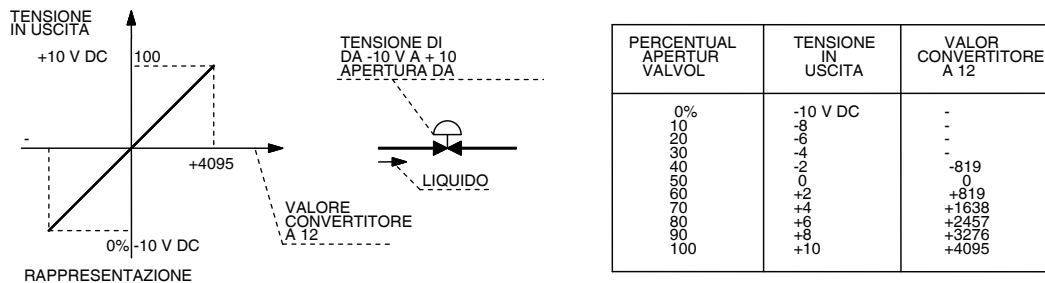 TENSIONE
IN USCITA
+10 V DC
100
-
+4095
VALORE
CONVERTITORE
A 12
0%
-10 V DC
RAPPRESENTAZIONE
TENSIONE DI
DA -10 V A + 10
APERTURA DA
LIQUIDO
PERCENTUAL
APERTUR
VALVOL
TENSIONE
IN
USCITA
VALOR
CONVERTITORE
A 12
0% -10 V DC -
10 -8 -
20 -6 -
30 -4 -
40 -2 -819
50 0 0
60 +2 +819
70 +4 +1638
80 +6 +2457
90 +8 +3276
100 +10 +4095